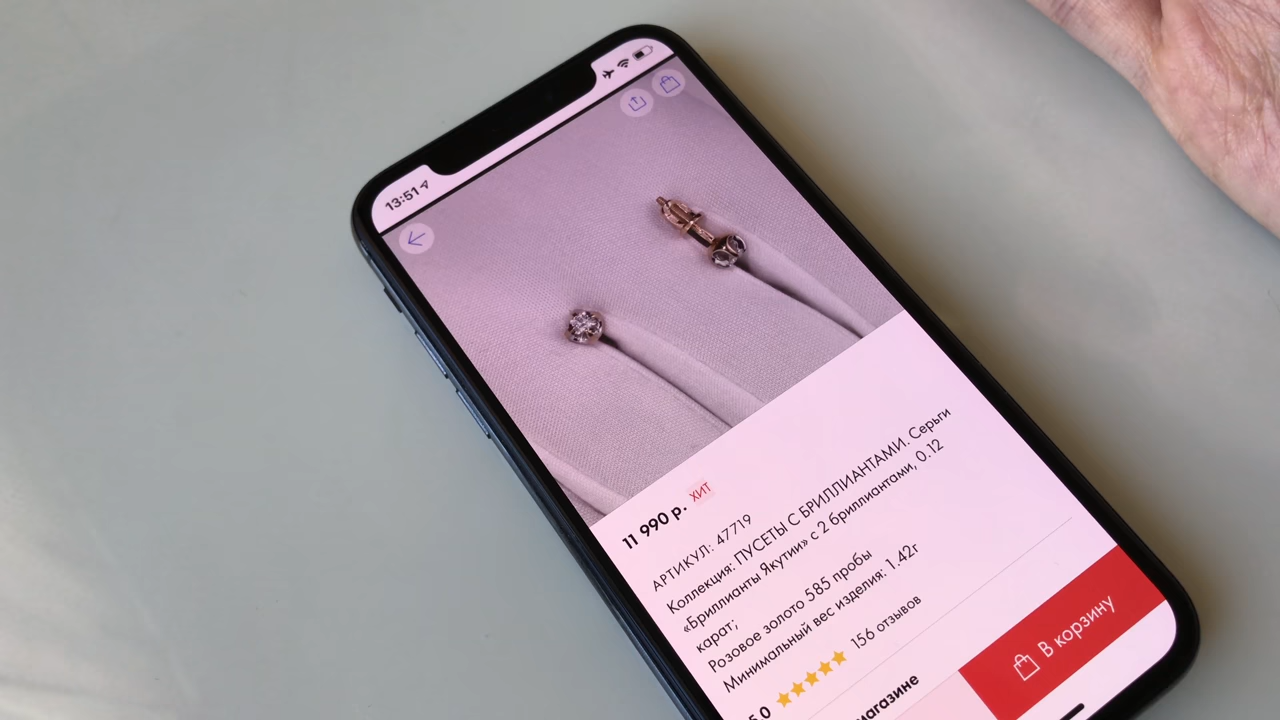 13:51
11 990 р. ХИТ
АРТИКУЛ: 47719
Коллекция: ПУСЕТЫ С БРИЛЛИАНТАМИ. Серьги
«Бриллианты Якутии» с 2 бриллиантами, 0.12
карат;
Розовое золото 585 пробы
Минимальный вес изделия: 1.42г
5.0 156 отзывов
В корзину